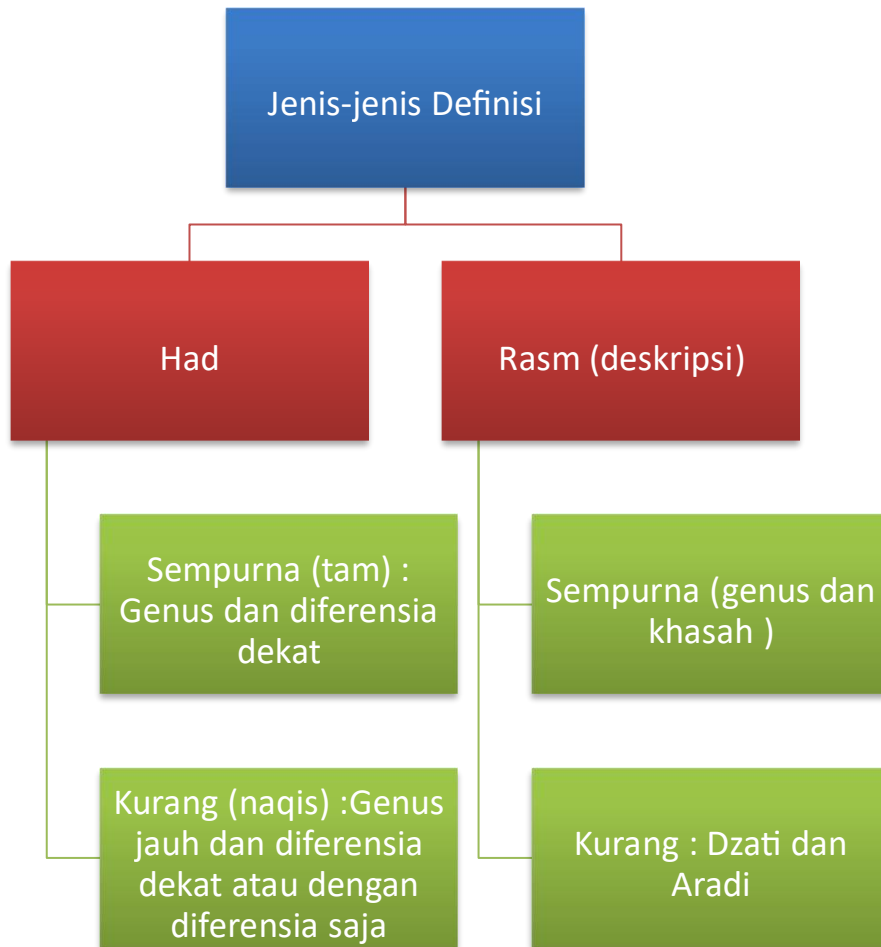 Jenis-jenis Definisi
Had
Rasm (deskripsi)
Sempurna (tam) :
Genus dan diferensia
dekat
Sempurna (genus dan
khasah )
Kurang (naqis) :Genus
jauh dan diferensia
dekat atau dengan
diferensia saja
Kurang : Dzati dan
Aradi